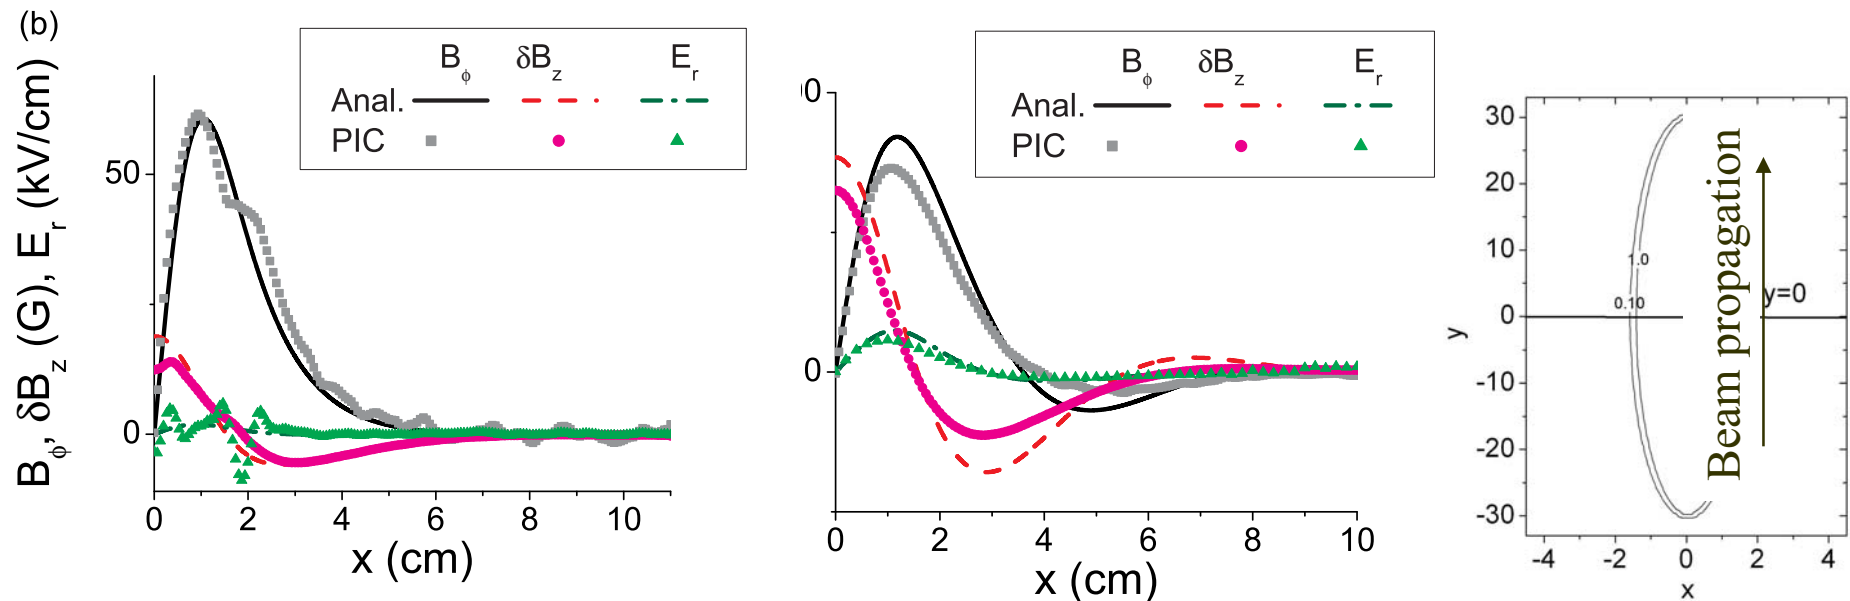 (b)
B𝜙, δBz (G), Er (kV/cm)
Bϕ δBz Er
Anal.
PIC
50
0
0 2 4 6 8 10
x (cm)
Bϕ δBz Er
Anal.
PIC
)0
0
0 2 4 6 8 10
x (cm)
30
20
10
0
-10
-20
-30
y
1.0
0.10
Beam propagation
y=0
-4 -2 0 2 4
x